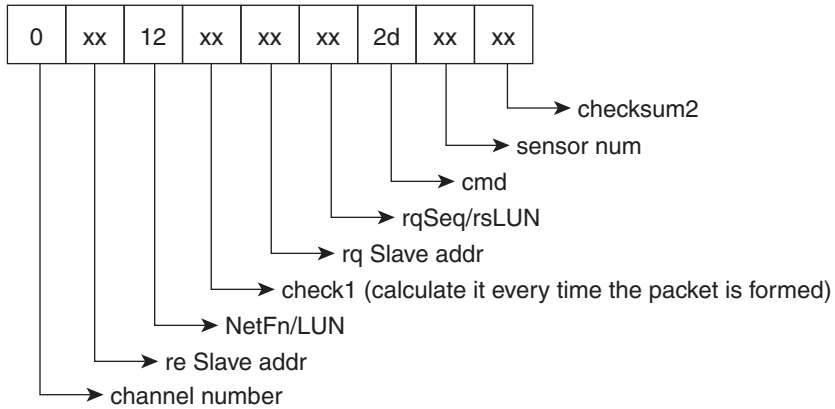 0 xx 12 xx xx xx 2d xx xx
checksum2
sensor num
cmd
rqSeq/rsLUN
rq Slave addr
check1 (calculate it every time the packet is formed)
NetFn/LUN
re Slave addr
channel number